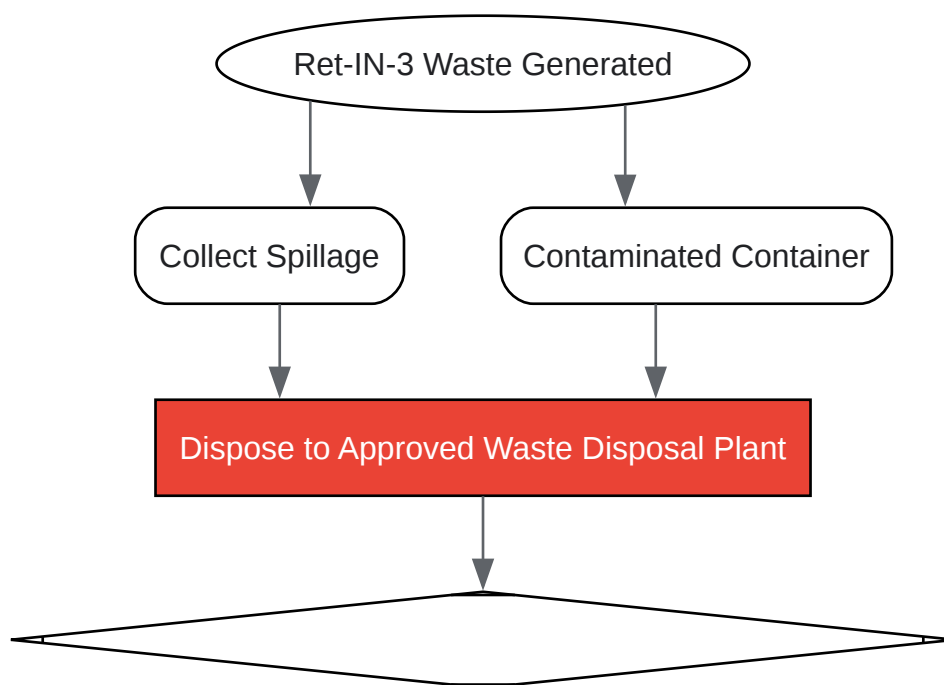 Ret-IN-3 Waste Generated
Collect Spillage
Contaminated Container
Dispose to Approved Waste Disposal Plant